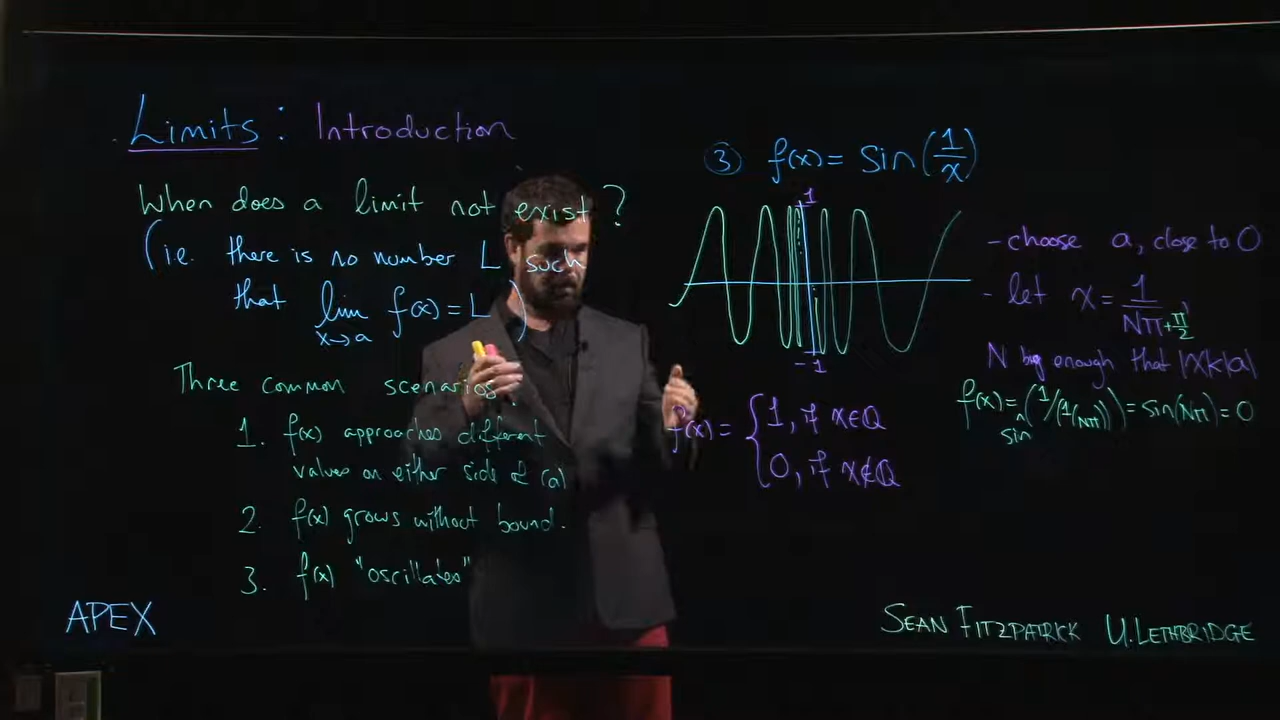 Limits: Introduction
When does a limit not exist?
(i.e. there is no number L such
that lim f(x) = L)
x→a
Three common scenarios:
1. f(x) approaches different
values on either side of (a)
2. f(x) grows without bound.
3. f(x) "oscillates"
APEX
③ f(x) = sin(1/x)
1
-1
f(x) = { 1, if x∈Q
0, if x∉Q
- choose a, close to 0
- let x = 1/(Nπ+π/2)
N big enough that |x|<|a|
f(x) = sin(1/(1/(Nπ))) = sin(Nπ) = 0
SEAN FITZPATRICK U. LETHBRIDGE